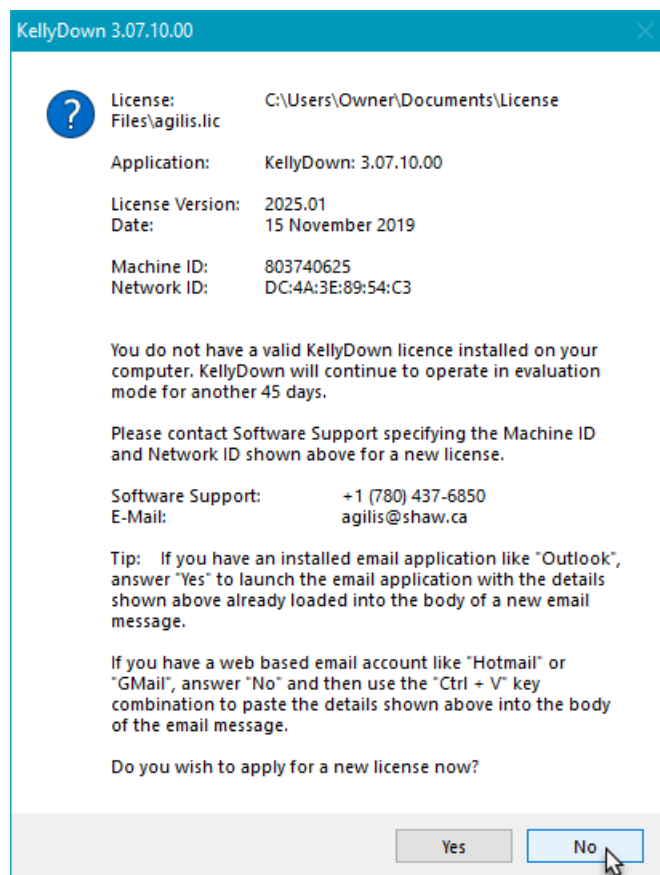 KellyDown 3.07.10.00
License: C:\Users\Owner\Documents\License
Files\agilis.lic
Application: KellyDown: 3.07.10.00
License Version: 2025.01
Date: 15 November 2019
Machine ID: 803740625
Network ID: DC:4A:3E:89:54:C3
You do not have a valid KellyDown licence installed on your
computer. KellyDown will continue to operate in evaluation
mode for another 45 days.
Please contact Software Support specifying the Machine ID
and Network ID shown above for a new license.
Software Support: +1 (780) 437-6850
E-Mail: agilis@shaw.ca
Tip: If you have an installed email application like "Outlook",
answer "Yes" to launch the email application with the details
shown above already loaded into the body of a new email
message.
If you have a web based email account like "Hotmail" or
"GMail", answer "No" and then use the "Ctrl + V" key
combination to paste the details shown above into the body
of the email message.
Do you wish to apply for a new license now?
Yes No